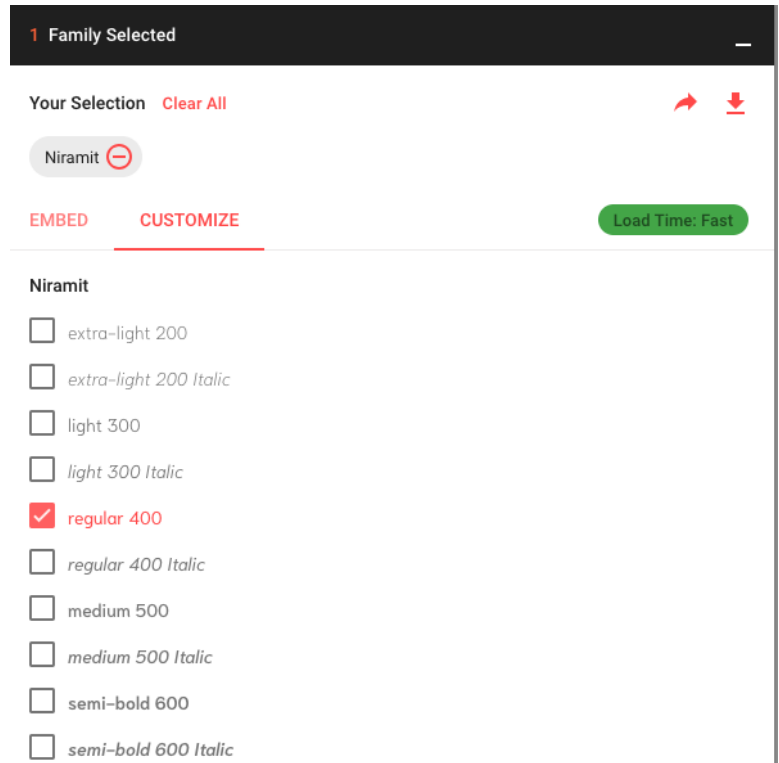 1 Family Selected
Your Selection Clear All
Niramit
EMBED CUSTOMIZE Load Time: Fast
Niramit
extra-light 200
extra-light 200 Italic
light 300
light 300 Italic
regular 400
regular 400 Italic
medium 500
medium 500 Italic
semi-bold 600
semi-bold 600 Italic